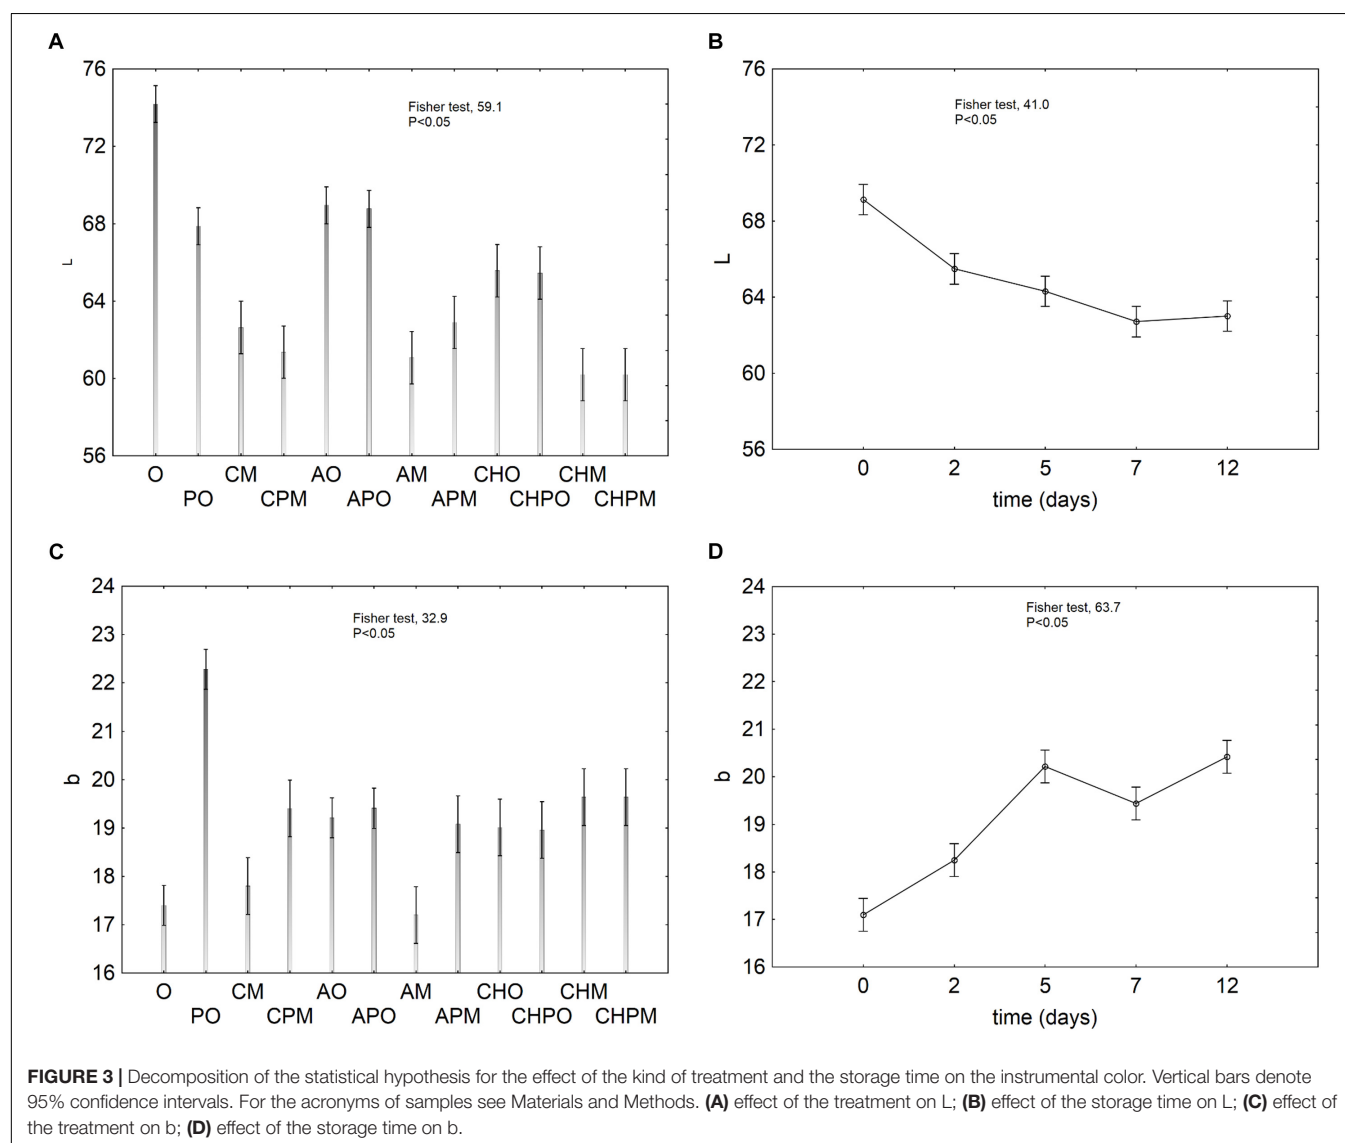 A
76
72
68
64
60
56
L
Fisher test, 59.1
P<0.05
O CM AO AM CHO CHM
PO CPM APO APM CHPO CHPM
B
76
72
68
64
60
56
L
Fisher test, 41.0
P<0.05
0 2 5 7 12
time (days)
C
24
23
22
21
20
19
18
17
16
b
Fisher test, 32.9
P<0.05
O CM AO AM CHO CHM
PO CPM APO APM CHPO CHPM
D
24
23
22
21
20
19
18
17
16
b
Fisher test, 63.7
P<0.05
0 2 5 7 12
time (days)
FIGURE 3 | Decomposition of the statistical hypothesis for the effect of the kind of treatment and the storage time on the instrumental color. Vertical bars denote
95% confidence intervals. For the acronyms of samples see Materials and Methods. (A) effect of the treatment on L; (B) effect of the storage time on L; (C) effect of
the treatment on b; (D) effect of the storage time on b.